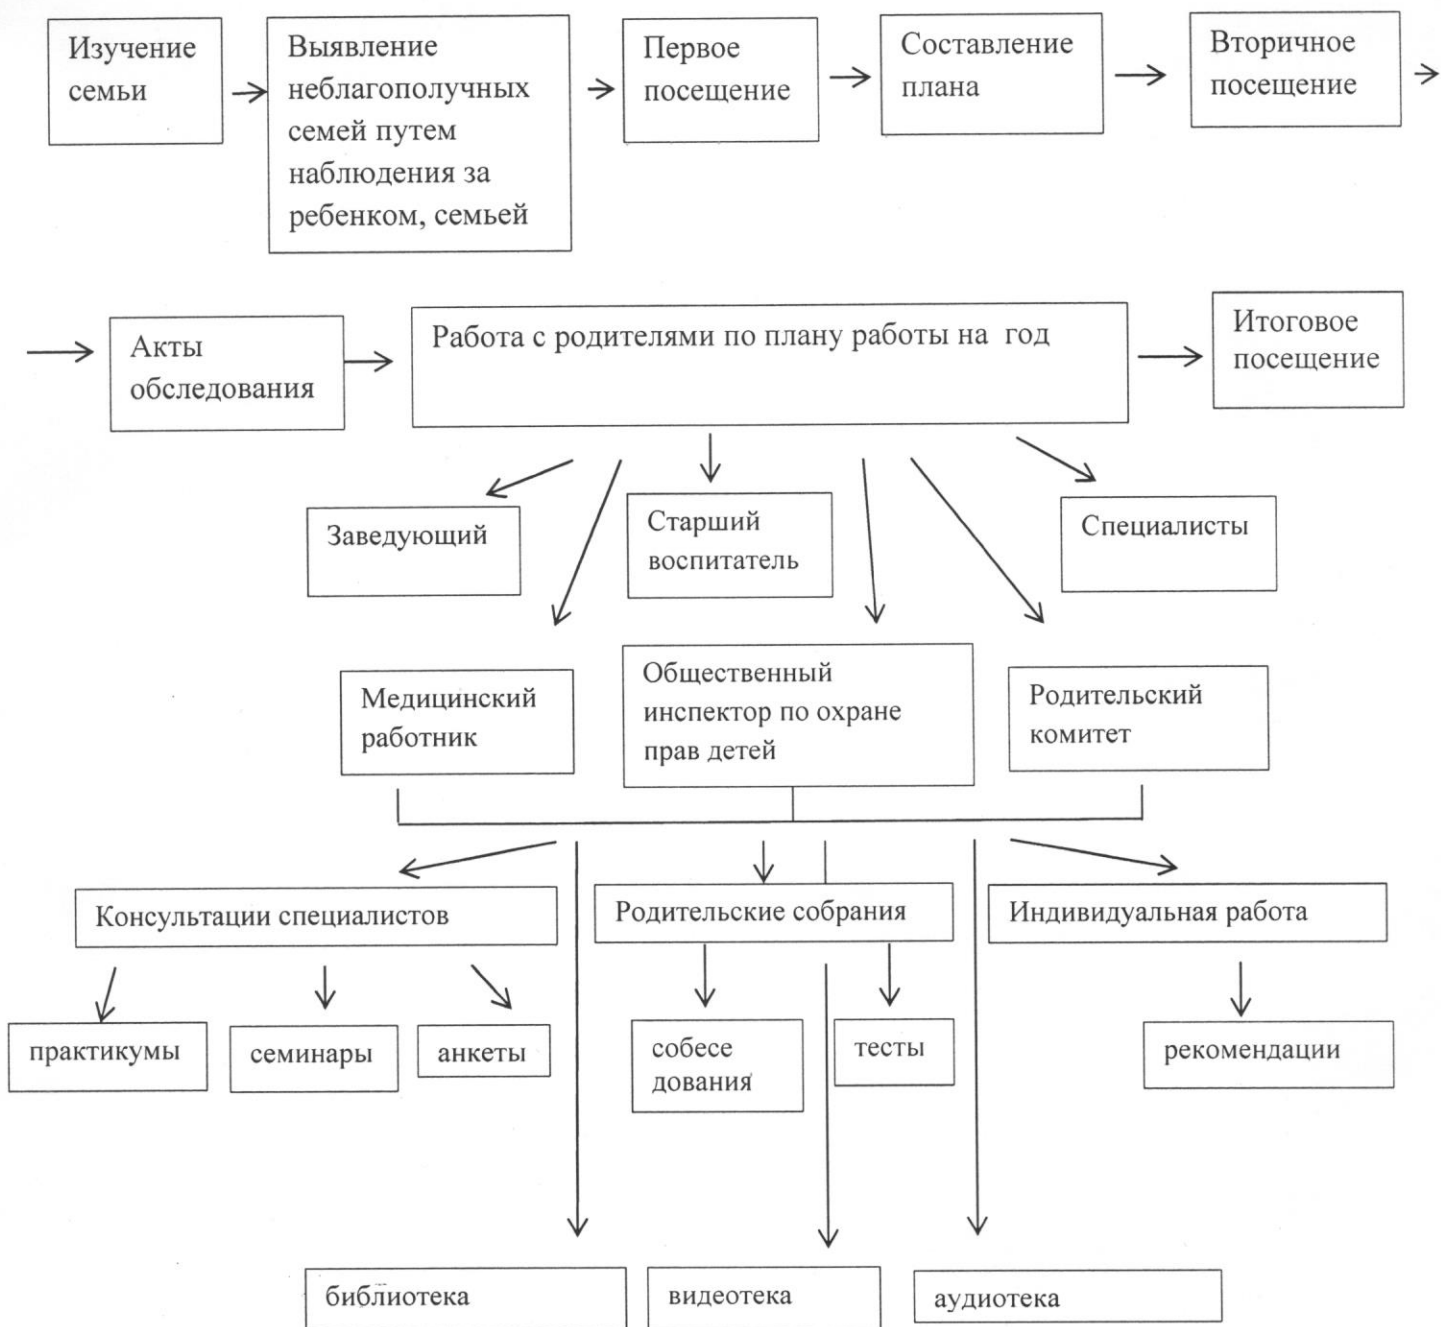 Изучение
семьи
Выявление
неблагополучных
семей путем
наблюдения за
ребенком, семьей
Первое
посещение
Составление
плана
Вторичное
посещение
Акты
обследования
Работа с родителями по плану работы на год
Итоговое
посещение
Заведующий
Старший
воспитатель
Специалисты
Медицинский
работник
Общественный
инспектор по охране
прав детей
Родительский
комитет
Консультации специалистов
Родительские собрания
Индивидуальная работа
практикумы
семинары
анкеты
собесе
дования
тесты
рекомендации
библиотека
видеотека
аудиотека